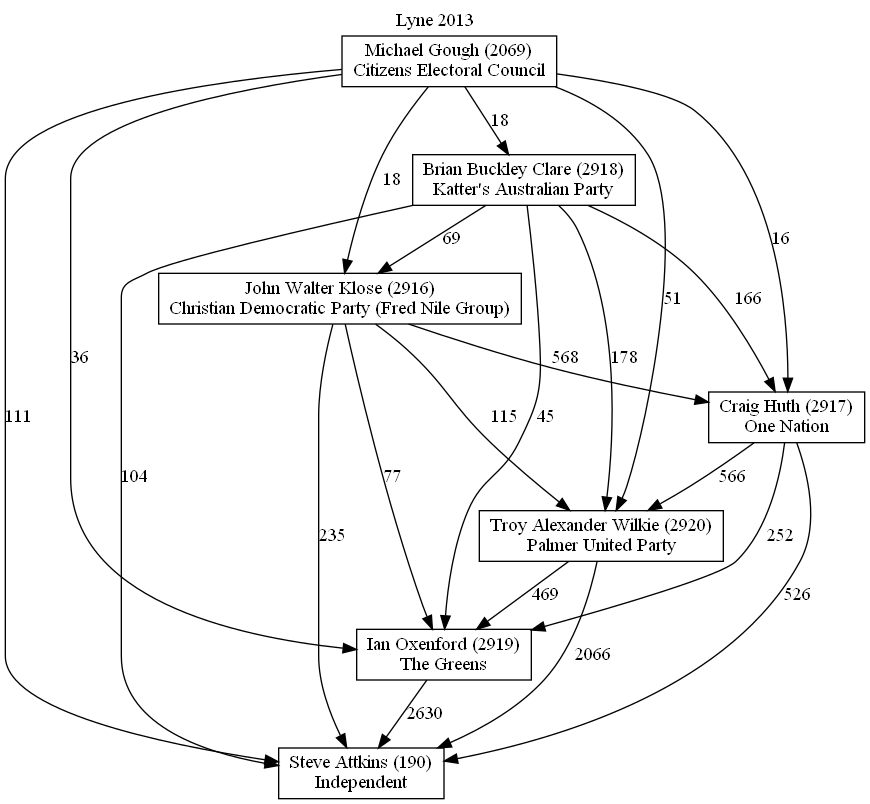 Lyne 2013
Michael Gough (2069)
Citizens Electoral Council
18
Brian Buckley Clare (2918)
Katter's Australian Party
18
69
16
John Walter Klose (2916)
Christian Democratic Party (Fred Nile Group)
51
166
36
568
178
Craig Huth (2917)
One Nation
111
115
45
104
77
566
Troy Alexander Wilkie (2920)
Palmer United Party
235
252
469
526
Ian Oxenford (2919)
The Greens
2066
2630
Steve Attkins (190)
Independent